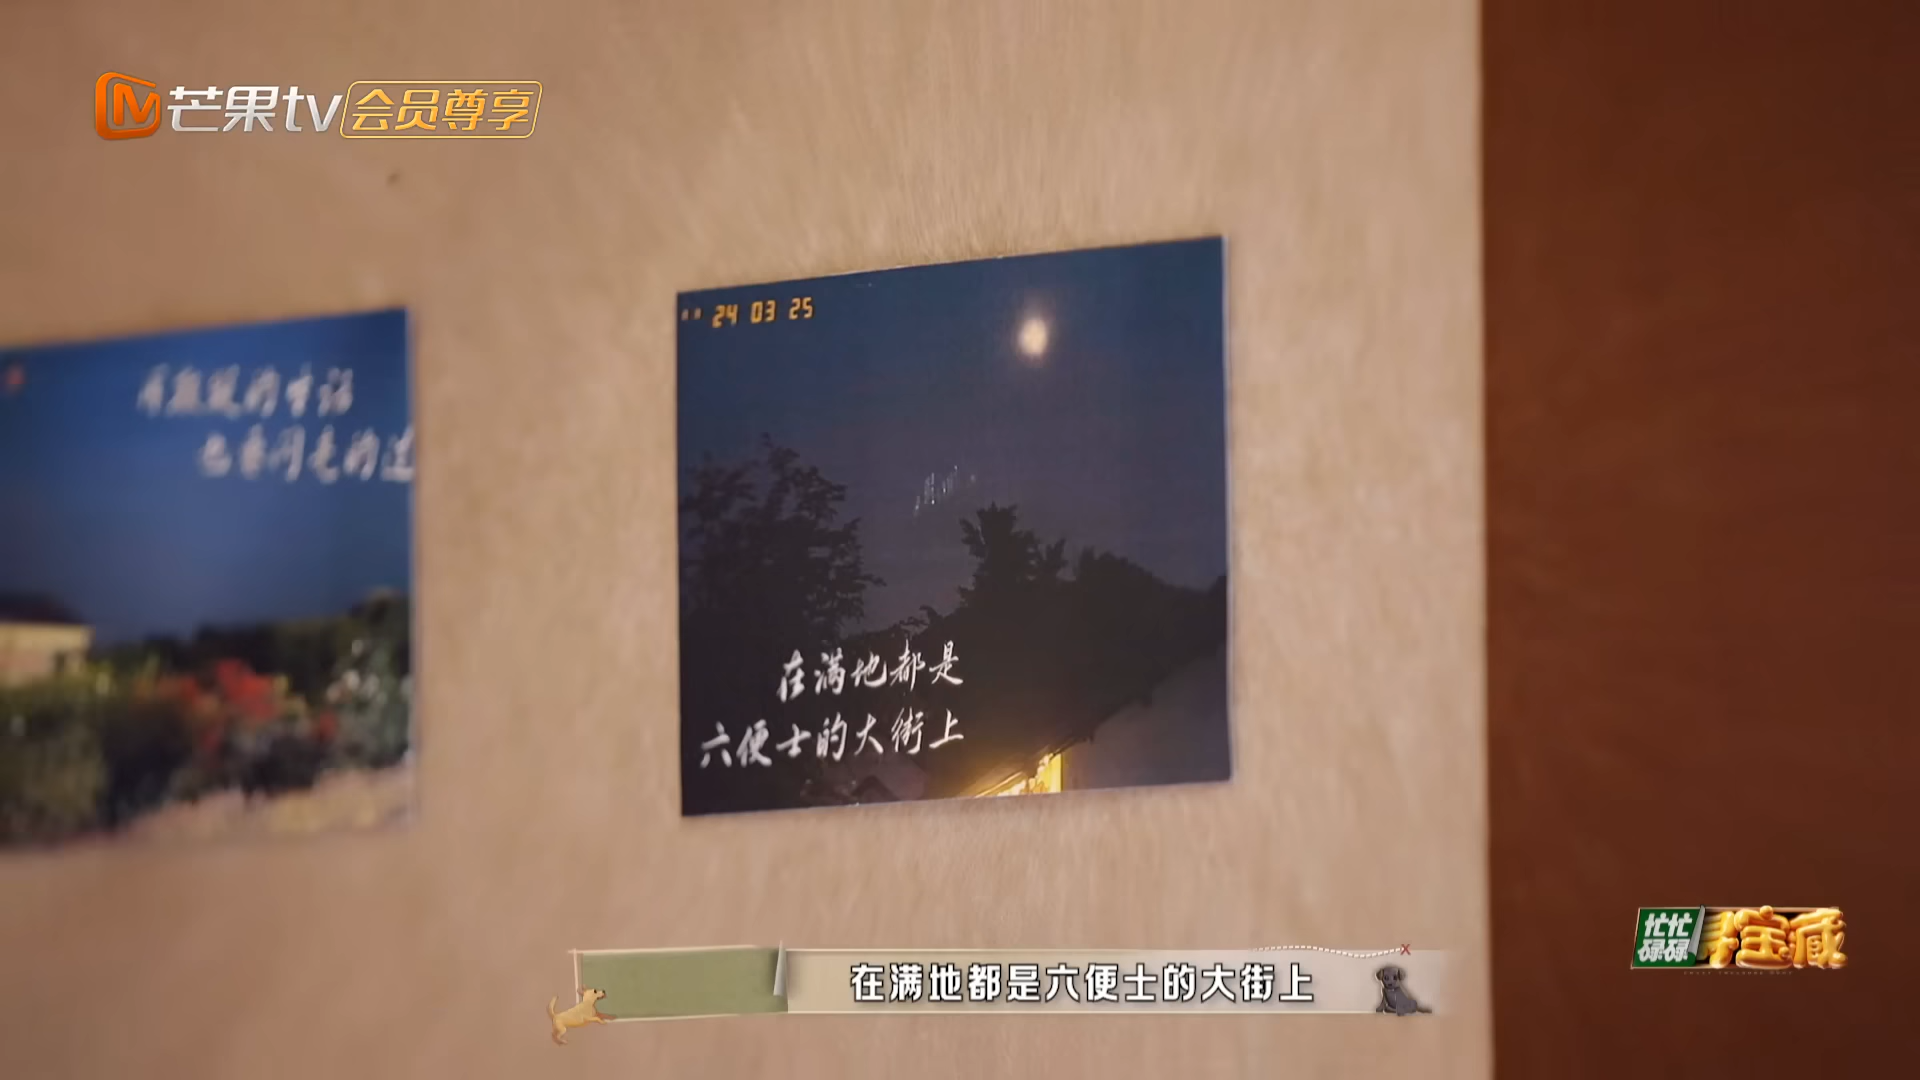 芒果tv会员尊享
24 03 25
在满地都是
六便士的大街上
在满地都是六便士的大街上
忙忙
碌碌
寻宝藏